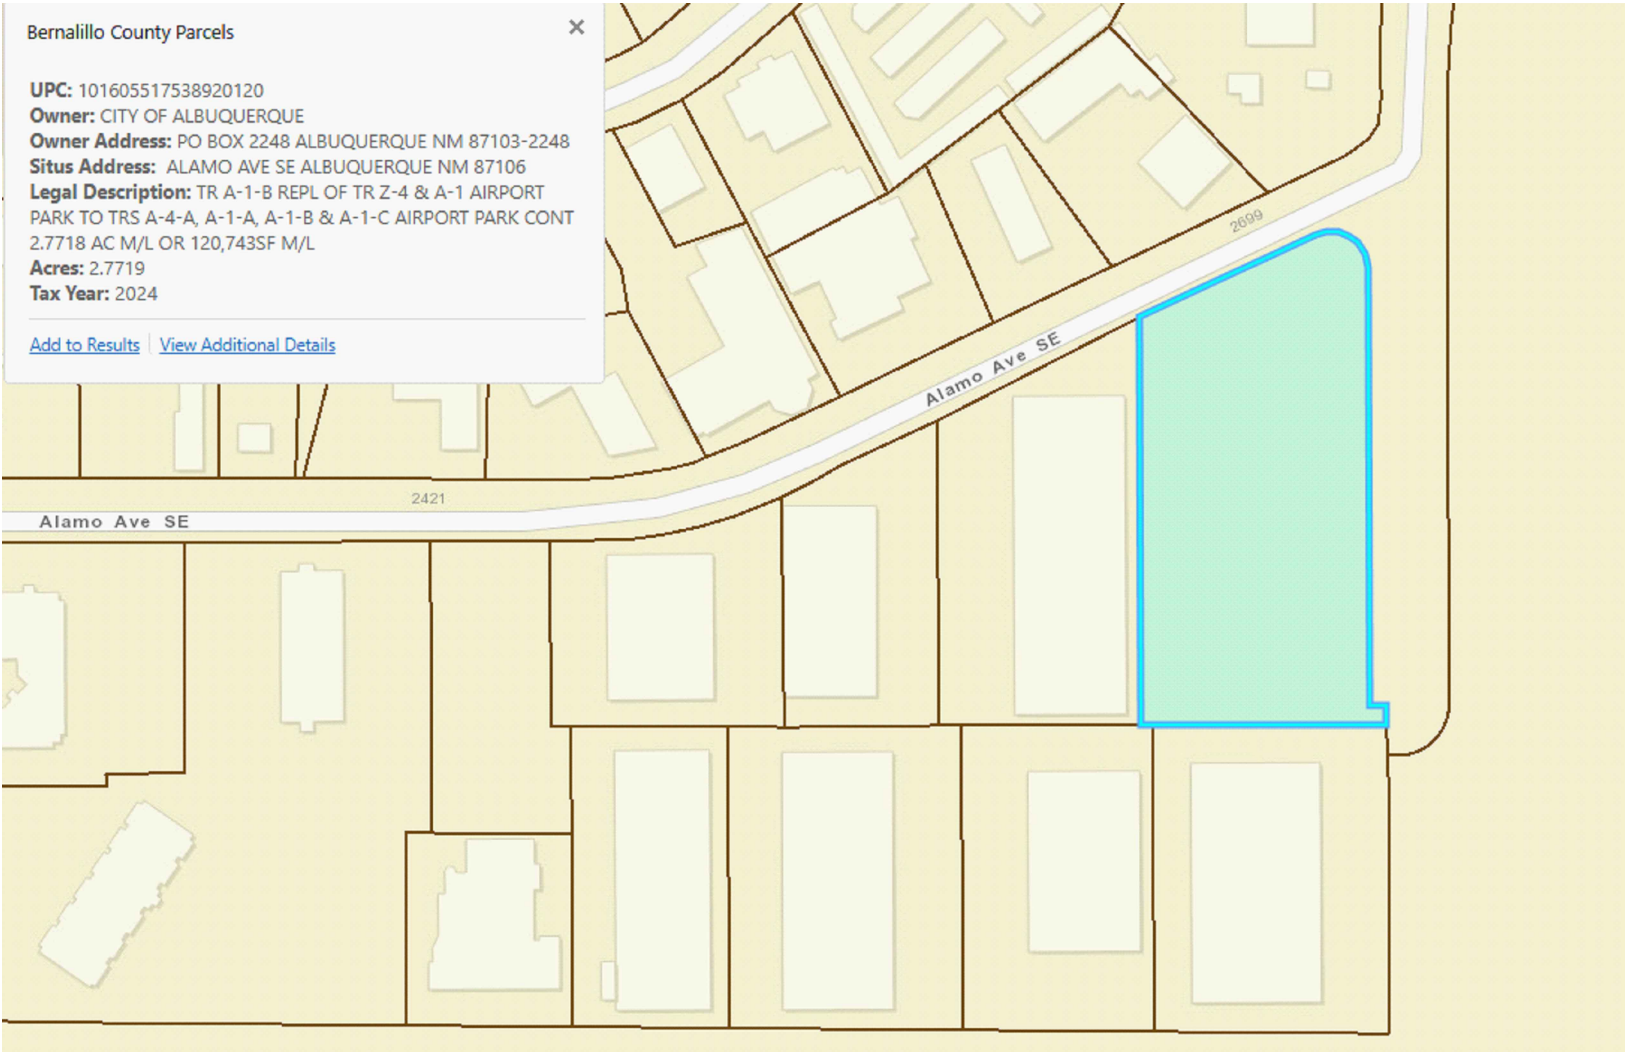 Bernalillo County Parcels
UPC: 101605517538920120
Owner: CITY OF ALBUQUERQUE
Owner Address: PO BOX 2248 ALBUQUERQUE NM 87103-2248
Situs Address: ALAMO AVE SE ALBUQUERQUE NM 87106
Legal Description: TR A-1-B REPL OF TR Z-4 & A-1 AIRPORT
PARK TO TRS A-4-A, A-1-A, A-1-B & A-1-C AIRPORT PARK CONT
2.7718 AC M/L OR 120,743SF M/L
Acres: 2.7719
Tax Year: 2024
Add to Results
View Additional Details
2699
Alamo Ave SE
2421
Alamo Ave SE